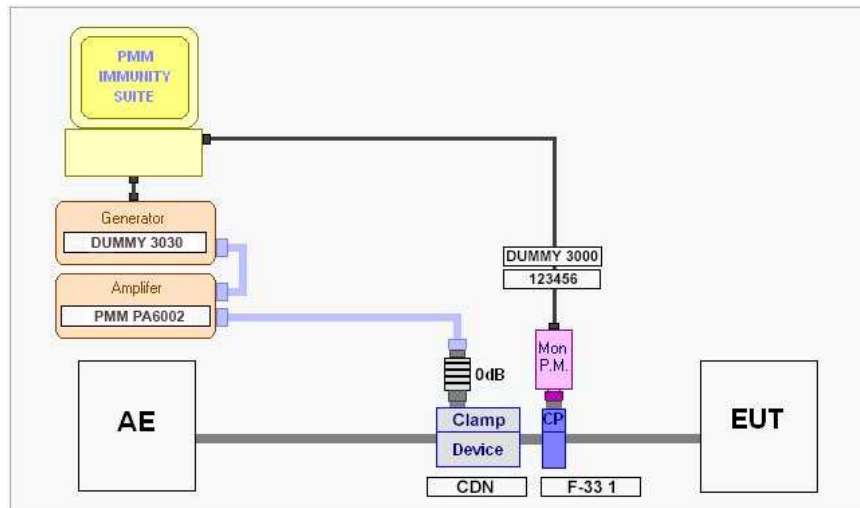 PMM
IMMUNITY
SUITE
Generator
DUMMY 3030
Amplifer
PMM PA6002
DUMMY 3000
123456
Mon
P.M.
0dB
AE
Clamp
Device
CP
EUT
CDN
F-33 1